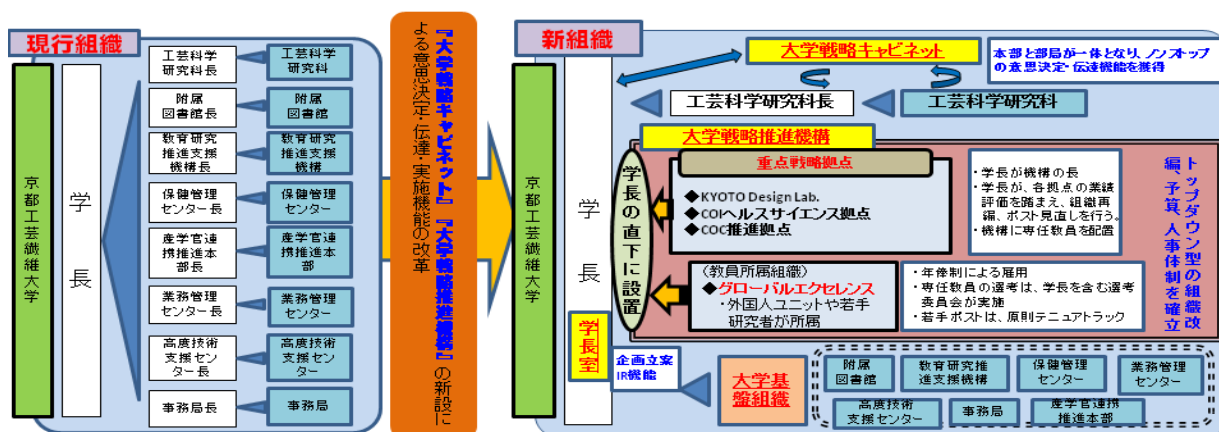 現行組織
京都工芸繊維大学
学長
工芸科学
研究科長
工芸科学
研究科
附属
図書館長
附属
図書館
教育研究
推進支援
機構長
教育研究
推進支援
機構
保健管理
センター長
保健管理
センター
産学官連
携推進本
部長
産学官連
携推進本
部
業務管理
センター長
業務管理
センター
高度技術
支援セン
ター長
高度技術
支援セン
ター
事務局長
事務局
『大学戦略キャビネット』『大学戦略推進機構』の新設に
よる意思決定・伝達・実施機能の改革
新組織
京都工芸繊維大学
学長
大学戦略キャビネット
本部と部局が一体となり、ノンストップ
の意思決定・伝達機能を獲得
工芸科学研究科長
工芸科学研究科
大学戦略推進機構
学長の直下に設置
重点戦略拠点
◆KYOTO Design Lab.
◆COIヘルスサイエンス拠点
◆COC推進拠点
・学長が機構の長
・学長が、各拠点の業績
評価を踏まえ、組織再
編、ポスト見直しを行う。
・機構に専任教員を配置
トップダウン型の組織改
編、予算、人事体制を確立
(教員所属組織)
◆グローバルエクセレンス
・外国人ユニットや若手
研究者が所属
・年俸制による雇用
・専任教員の選考は、学長を含む選考
委員会が実施
・若手ポストは、原則テニュアトラック
学長室
企画立案
IR機能
大学基
盤組織
附属
図書館
教育研究推
進支援機構
保健管理
センター
業務管理
センター
高度技術
支援センター
事務局
産学官連携
推進本部